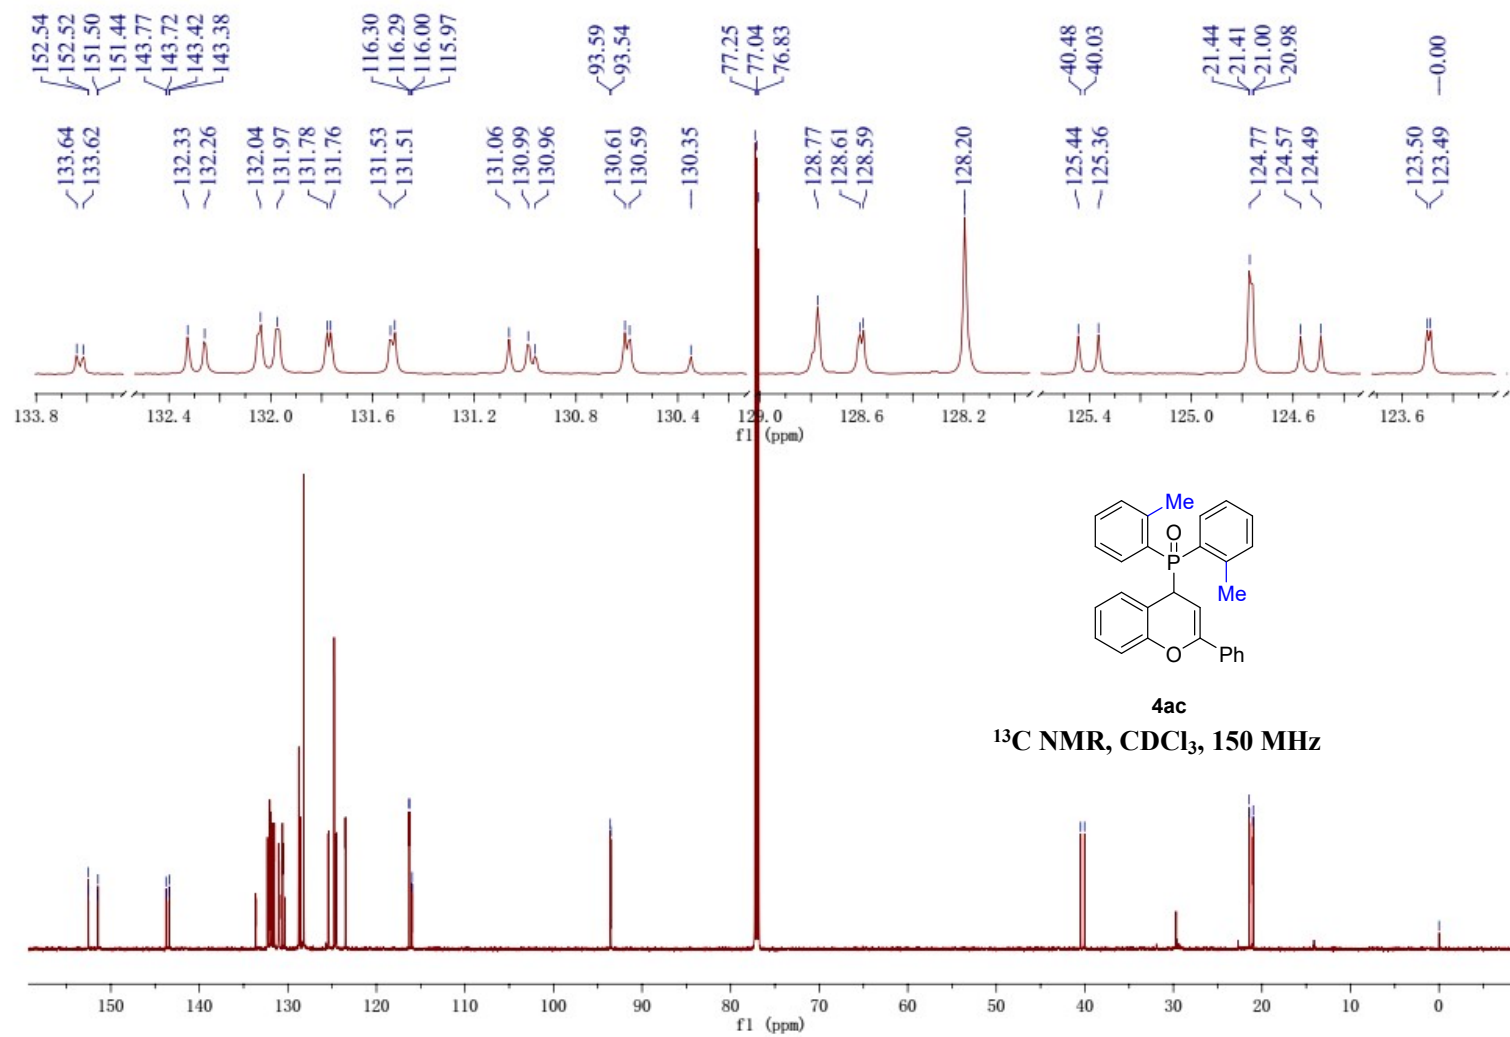 152.54 152.52 151.50 151.44 143.77 143.72 143.42 143.38 116.30 116.29 116.00 115.97 93.59 93.54 77.25 77.04 76.83 40.48 40.03 21.44 21.41 21.00 20.98 0.00
133.64 133.62 132.33 132.26 132.04 131.97 131.78 131.76 131.53 131.51 131.06 130.99 130.96 130.61 130.59 130.35 128.77 128.61 128.59 128.20 125.44 125.36 124.77 124.57 124.49 123.50 123.49
133.8 132.4 132.0 131.6 131.2 130.8 130.4 129.0 128.6 128.2 125.4 125.0 124.6 123.6
f1 (ppm)
Me
O
P
Me
O Ph
4ac
¹³C NMR, CDCl₃, 150 MHz
150 140 130 120 110 100 90 80 70 60 50 40 30 20 10 0
f1 (ppm)